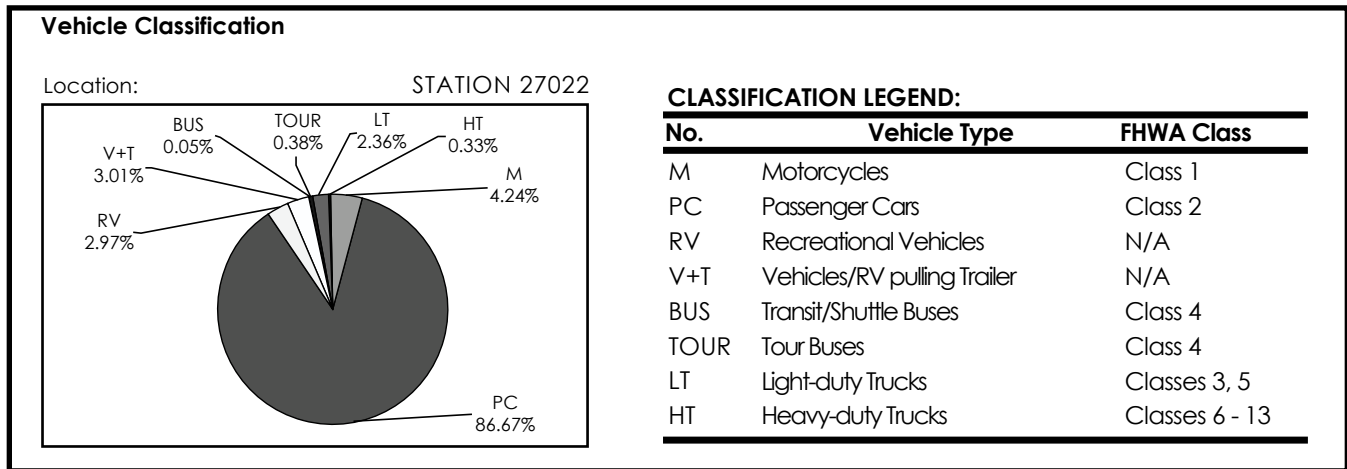 Vehicle Classification
Location: STATION 27022
BUS
0.05%
TOUR
0.38%
LT
2.36%
HT
0.33%
V+T
3.01%
M
4.24%
RV
2.97%
PC
86.67%
CLASSIFICATION LEGEND:
No. Vehicle Type FHWA Class
M Motorcycles Class 1
PC Passenger Cars Class 2
RV Recreational Vehicles N/A
V+T Vehicles/RV pulling Trailer N/A
BUS Transit/Shuttle Buses Class 4
TOUR Tour Buses Class 4
LT Light-duty Trucks Classes 3, 5
HT Heavy-duty Trucks Classes 6 - 13